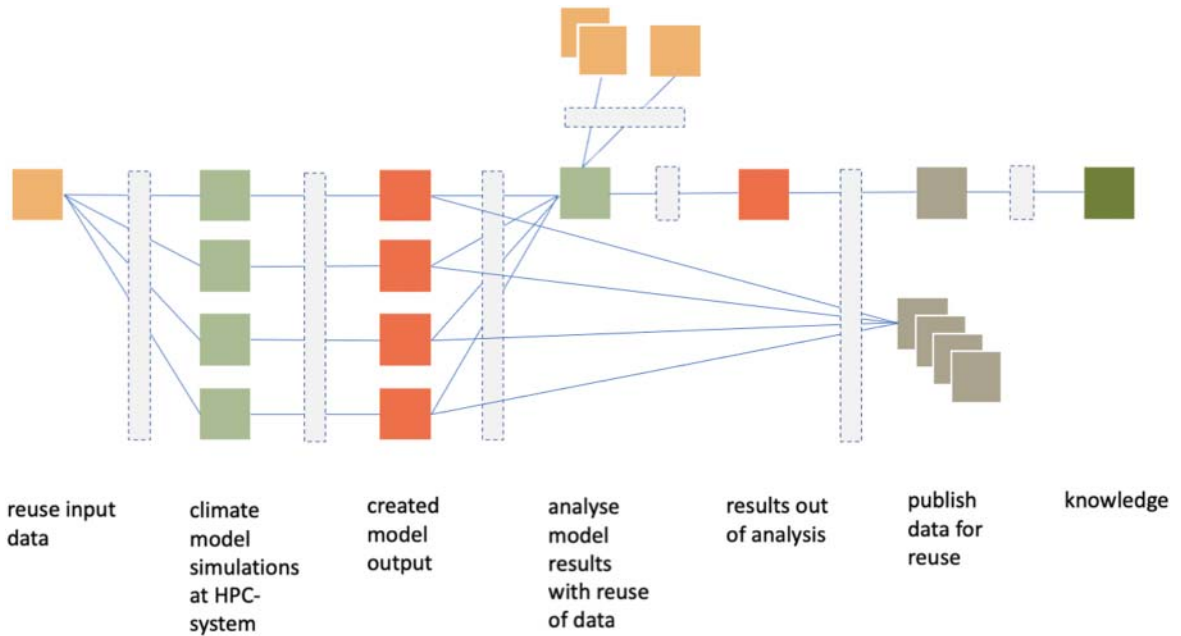 reuse input
data
climate
model
simulations
at HPC-
system
created
model
output
analyse
model
results
with reuse
of data
results out
of analysis
publish
data for
reuse
knowledge